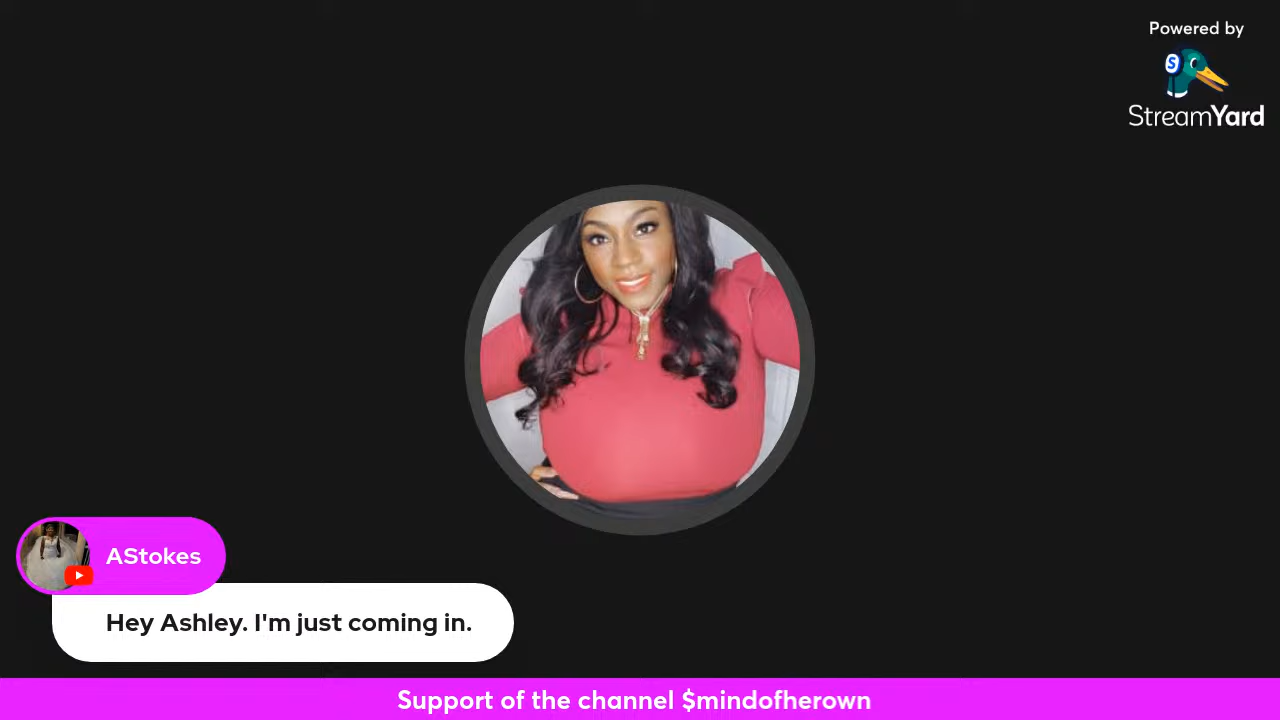 Powered by
S
StreamYard
AStokes
Hey Ashley. I'm just coming in.
Support of the channel $mindofherown